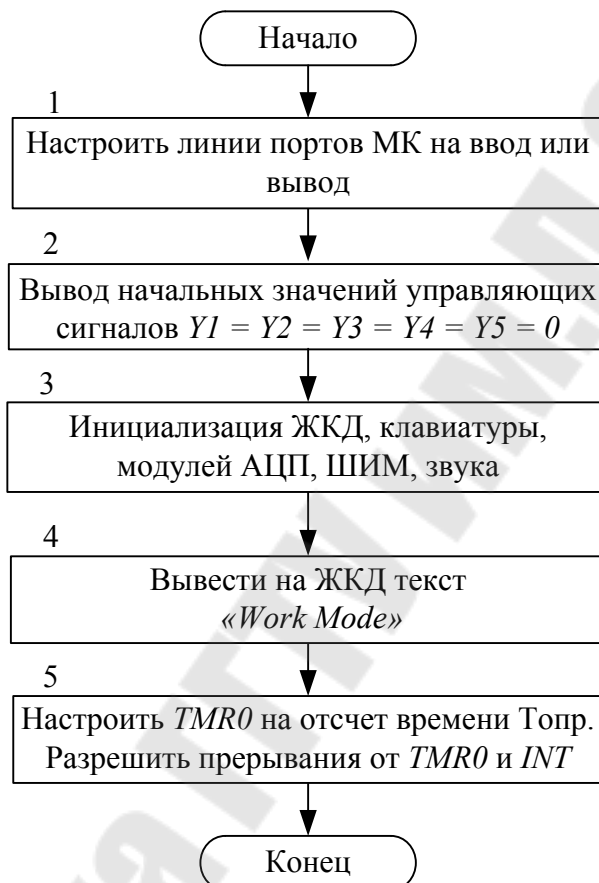 Начало
1
Настроить линии портов МК на ввод или
вывод
2
Вывод начальных значений управляющих
сигналов Y1 = Y2 = Y3 = Y4 = Y5 = 0
3
Инициализация ЖКД, клавиатуры,
модулей АЦП, ШИМ, звука
4
Вывести на ЖКД текст
«Work Mode»
5
Настроить TMR0 на отсчет времени Топр.
Разрешить прерывания от TMR0 и INT
Конец